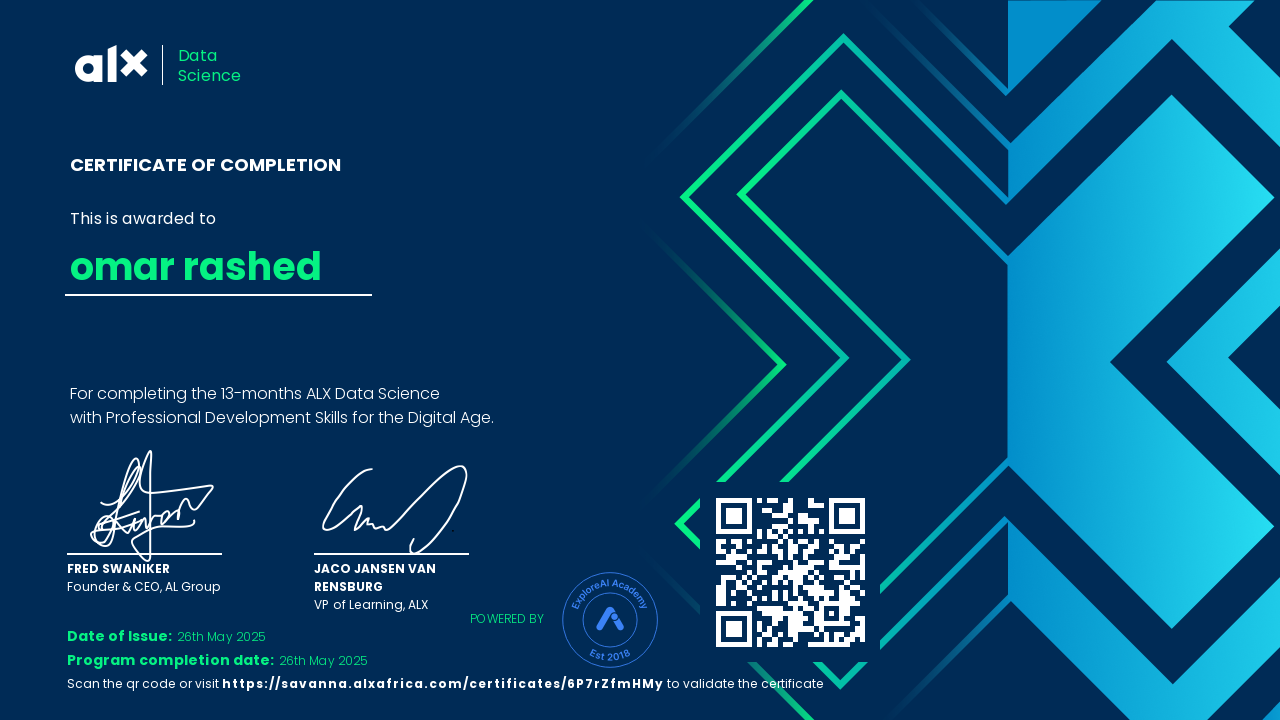 alx
Data
Science
CERTIFICATE OF COMPLETION
This is awarded to
omar rashed
For completing the 13-months ALX Data Science
with Professional Development Skills for the Digital Age.
FRED SWANIKER
Founder & CEO, AL Group
JACO JANSEN VAN
RENSBURG
VP of Learning, ALX
POWERED BY
ExploreAI Academy
Est 2018
Date of Issue: 26th May 2025
Program completion date: 26th May 2025
Scan the qr code or visit https://savanna.alxafrica.com/certificates/6P7rZfmHMy to validate the certificate